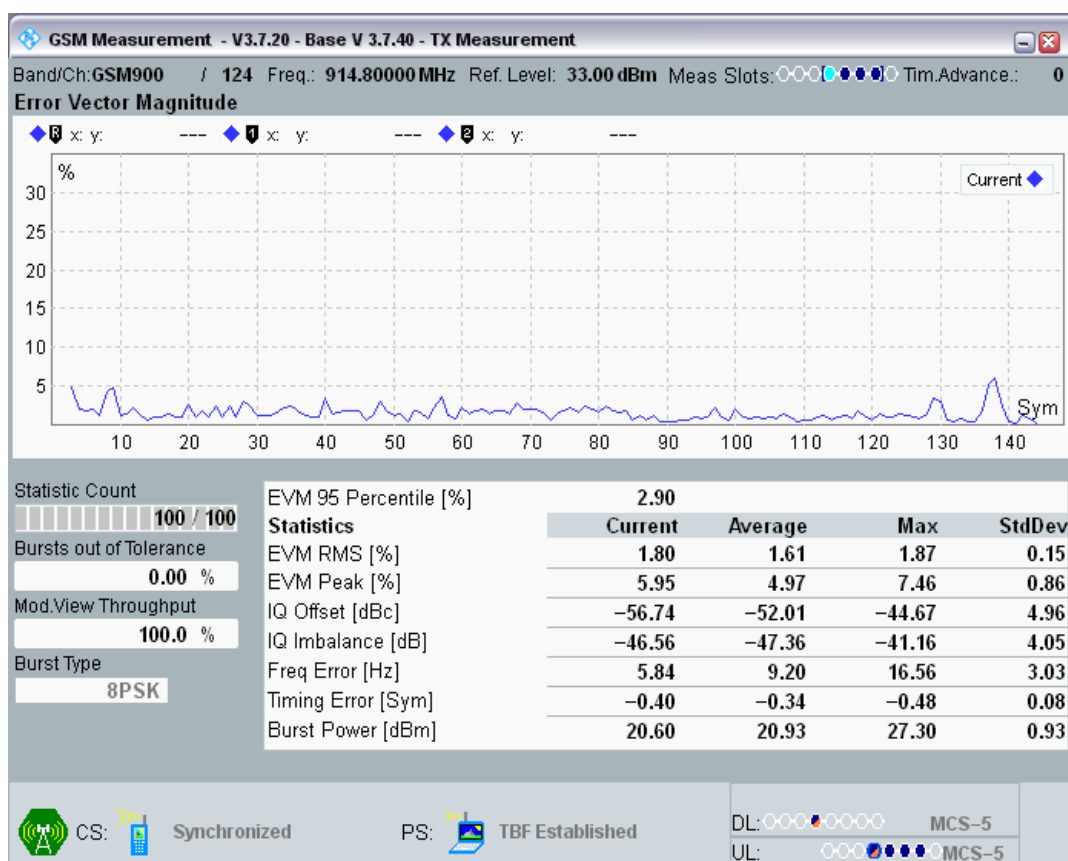 GSM Measurement - V3.7.20 - Base V 3.7.40 - TX Measurement
Band/Ch:GSM900 / 124 Freq.: 914.80000 MHz Ref. Level: 33.00 dBm Meas Slots: Tim.Advance.: 0
Error Vector Magnitude
R x: y: --- 1 x: y: --- 2 x: y: ---
%
Current
30
25
20
15
10
5
Sym
10 20 30 40 50 60 70 80 90 100 110 120 130 140
Statistic Count
100 / 100
Bursts out of Tolerance
0.00 %
Mod.View Throughput
100.0 %
Burst Type
8PSK
EVM 95 Percentile [%] 2.90
Statistics Current Average Max StdDev
EVM RMS [%] 1.80 1.61 1.87 0.15
EVM Peak [%] 5.95 4.97 7.46 0.86
IQ Offset [dBc] −56.74 −52.01 −44.67 4.96
IQ Imbalance [dB] −46.56 −47.36 −41.16 4.05
Freq Error [Hz] 5.84 9.20 16.56 3.03
Timing Error [Sym] −0.40 −0.34 −0.48 0.08
Burst Power [dBm] 20.60 20.93 27.30 0.93
CS: Synchronized PS: TBF Established
DL: MCS−5
UL: MCS−5